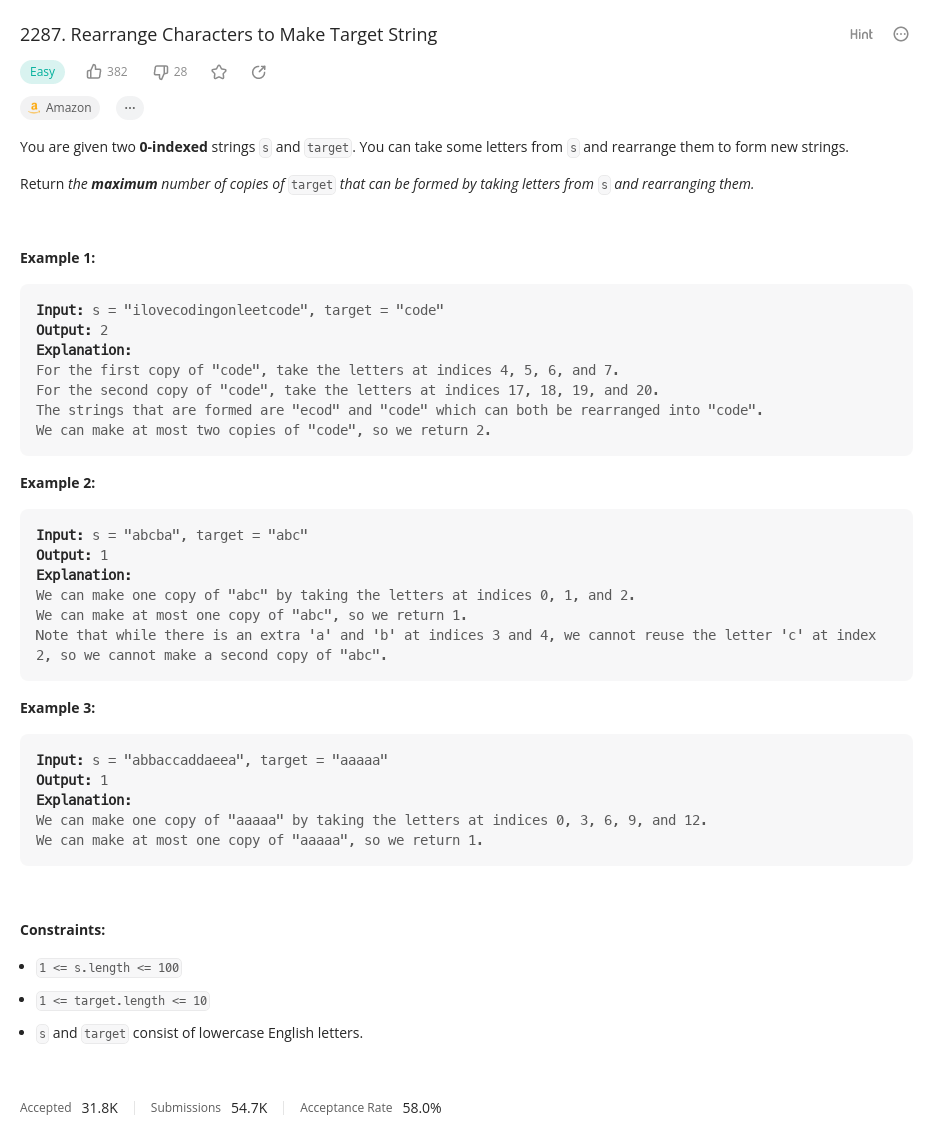 2287. Rearrange Characters to Make Target String
Hint
Easy 382 28
a Amazon ...
You are given two 0-indexed strings s and target. You can take some letters from s and rearrange them to form new strings.
Return the maximum number of copies of target that can be formed by taking letters from s and rearranging them.
Example 1:
Input: s = "ilovecodingonleetcode", target = "code"
Output: 2
Explanation:
For the first copy of "code", take the letters at indices 4, 5, 6, and 7.
For the second copy of "code", take the letters at indices 17, 18, 19, and 20.
The strings that are formed are "ecod" and "code" which can both be rearranged into "code".
We can make at most two copies of "code", so we return 2.
Example 2:
Input: s = "abcba", target = "abc"
Output: 1
Explanation:
We can make one copy of "abc" by taking the letters at indices 0, 1, and 2.
We can make at most one copy of "abc", so we return 1.
Note that while there is an extra 'a' and 'b' at indices 3 and 4, we cannot reuse the letter 'c' at index
2, so we cannot make a second copy of "abc".
Example 3:
Input: s = "abbaccaddaeea", target = "aaaaa"
Output: 1
Explanation:
We can make one copy of "aaaaa" by taking the letters at indices 0, 3, 6, 9, and 12.
We can make at most one copy of "aaaaa", so we return 1.
Constraints:
1 <= s.length <= 100
1 <= target.length <= 10
s and target consist of lowercase English letters.
Accepted 31.8K Submissions 54.7K Acceptance Rate 58.0%